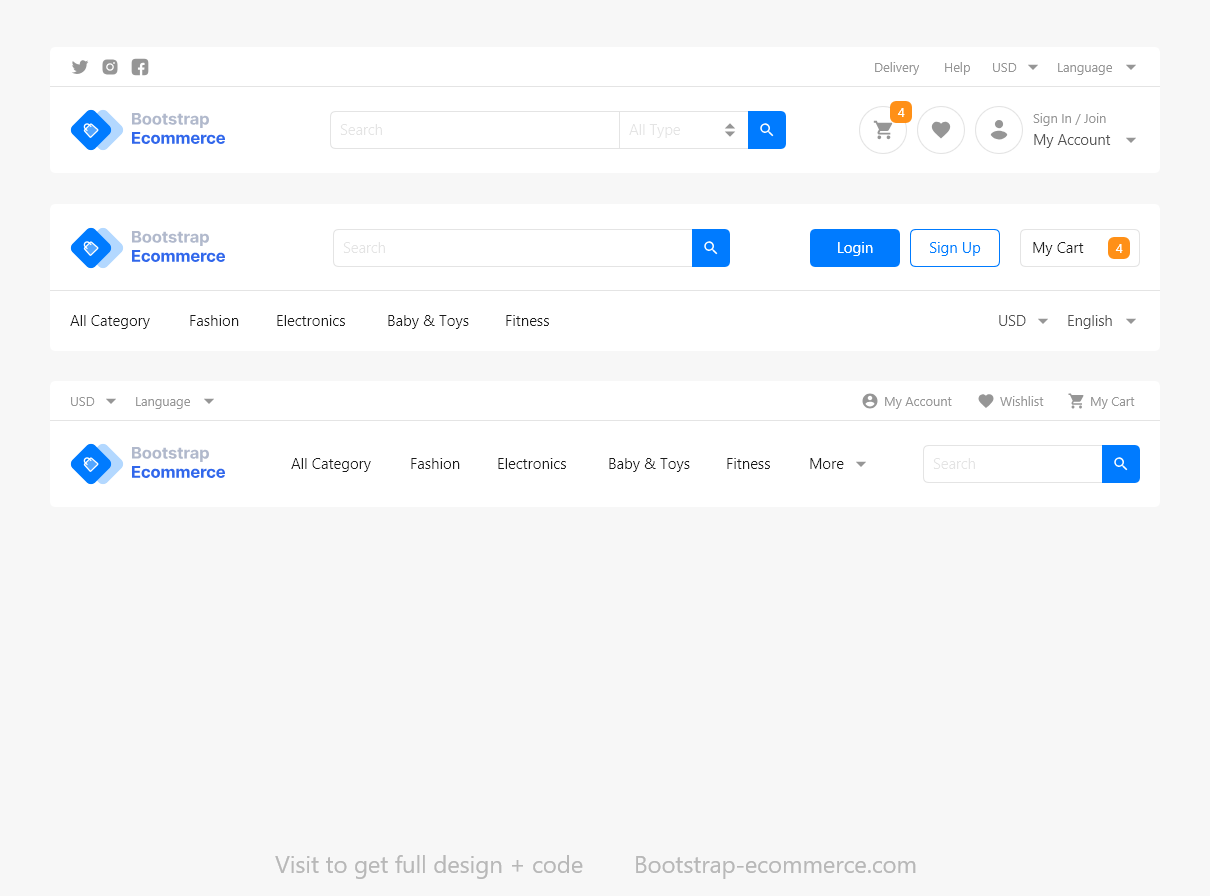 Delivery Help USD Language
Bootstrap
Ecommerce
Search All Type
4
Sign In / Join
My Account
Bootstrap
Ecommerce
Search
Login Sign Up My Cart 4
All Category Fashion Electronics Baby & Toys Fitness USD English
USD Language My Account Wishlist My Cart
Bootstrap
Ecommerce
All Category Fashion Electronics Baby & Toys Fitness More Search
Visit to get full design + code Bootstrap-ecommerce.com